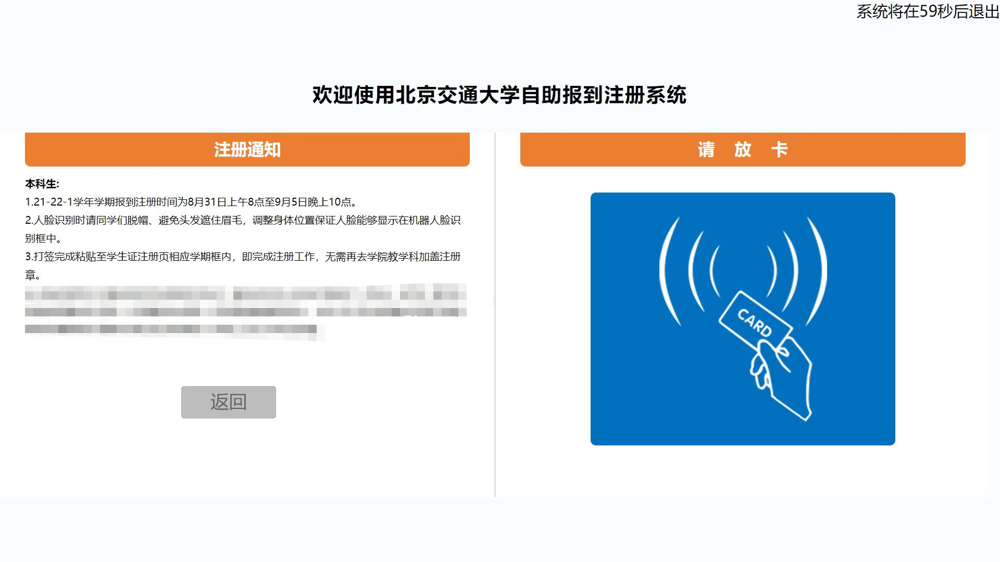 系统将在59秒后退出
欢迎使用北京交通大学自助报到注册系统
注册通知
本科生:
1.21-22-1学年学期报到注册时间为8月31日上午8点至9月5日晚上10点。
2.人脸识别时请同学们脱帽、避免头发遮住眉毛，调整身体位置保证人脸能够显示在机器人脸识
别框中。
3.打签完成粘贴至学生证注册页相应学期框内，即完成注册工作，无需再去学院教学科加盖注册
章。
返回
请 放 卡
CARD